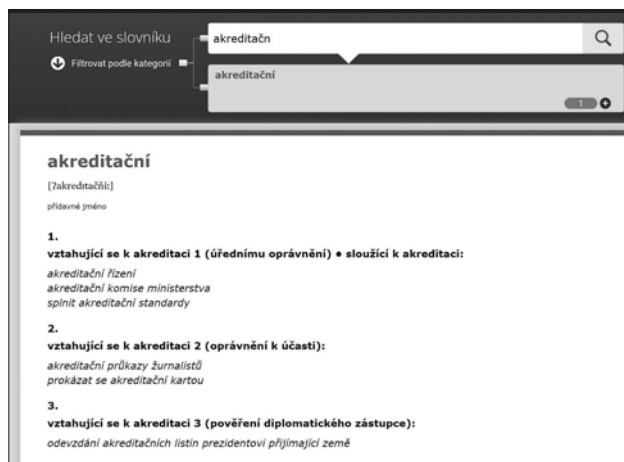 Hledat ve slovníku
akreditačn
Filtrovat podle kategorií
akreditační
1
akreditační
[ʔakredɪtačňíː]
přídavné jméno
1.
vztahující se k akreditaci 1 (úřednímu oprávnění) ● sloužící k akreditaci:
akreditační řízení
akreditační komise ministerstva
splnit akreditační standardy
2.
vztahující se k akreditaci 2 (oprávnění k účasti):
akreditační průkazy žurnalistů
prokázat se akreditační kartou
3.
vztahující se k akreditaci 3 (pověření diplomatického zástupce):
odevzdání akreditačních listin prezidentovi přijímající země